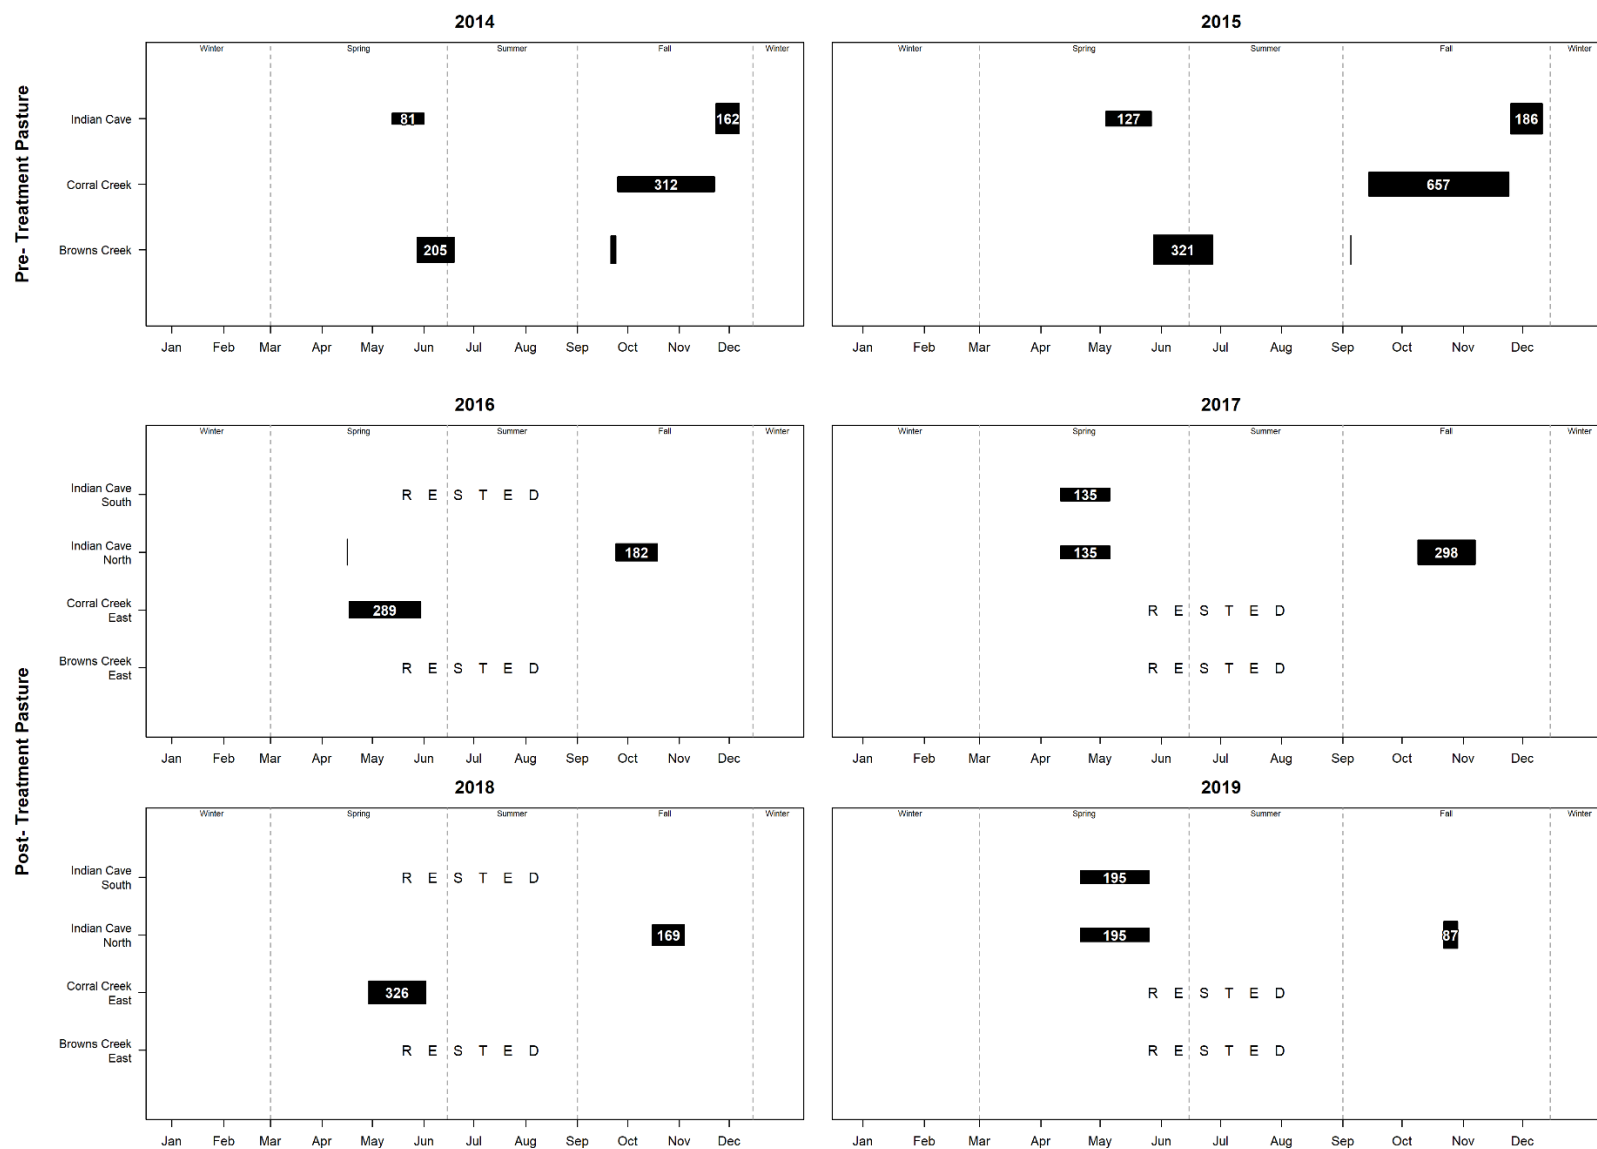 2014
2015
Pre- Treatment Pasture
Winter Spring Summer Fall Winter
Indian Cave
Corral Creek
Browns Creek
81
162
312
205
Jan Feb Mar Apr May Jun Jul Aug Sep Oct Nov Dec
Winter Spring Summer Fall Winter
127
186
657
321
Jan Feb Mar Apr May Jun Jul Aug Sep Oct Nov Dec
Post- Treatment Pasture
2016
2017
Winter Spring Summer Fall Winter
Indian Cave
South
R E S T E D
Indian Cave
North
182
Corral Creek
East
289
Browns Creek
East
R E S T E D
Jan Feb Mar Apr May Jun Jul Aug Sep Oct Nov Dec
Winter Spring Summer Fall Winter
135
135
298
R E S T E D
R E S T E D
Jan Feb Mar Apr May Jun Jul Aug Sep Oct Nov Dec
2018
2019
Winter Spring Summer Fall Winter
Indian Cave
South
R E S T E D
Indian Cave
North
169
Corral Creek
East
326
Browns Creek
East
R E S T E D
Jan Feb Mar Apr May Jun Jul Aug Sep Oct Nov Dec
Winter Spring Summer Fall Winter
195
195
87
R E S T E D
R E S T E D
Jan Feb Mar Apr May Jun Jul Aug Sep Oct Nov Dec